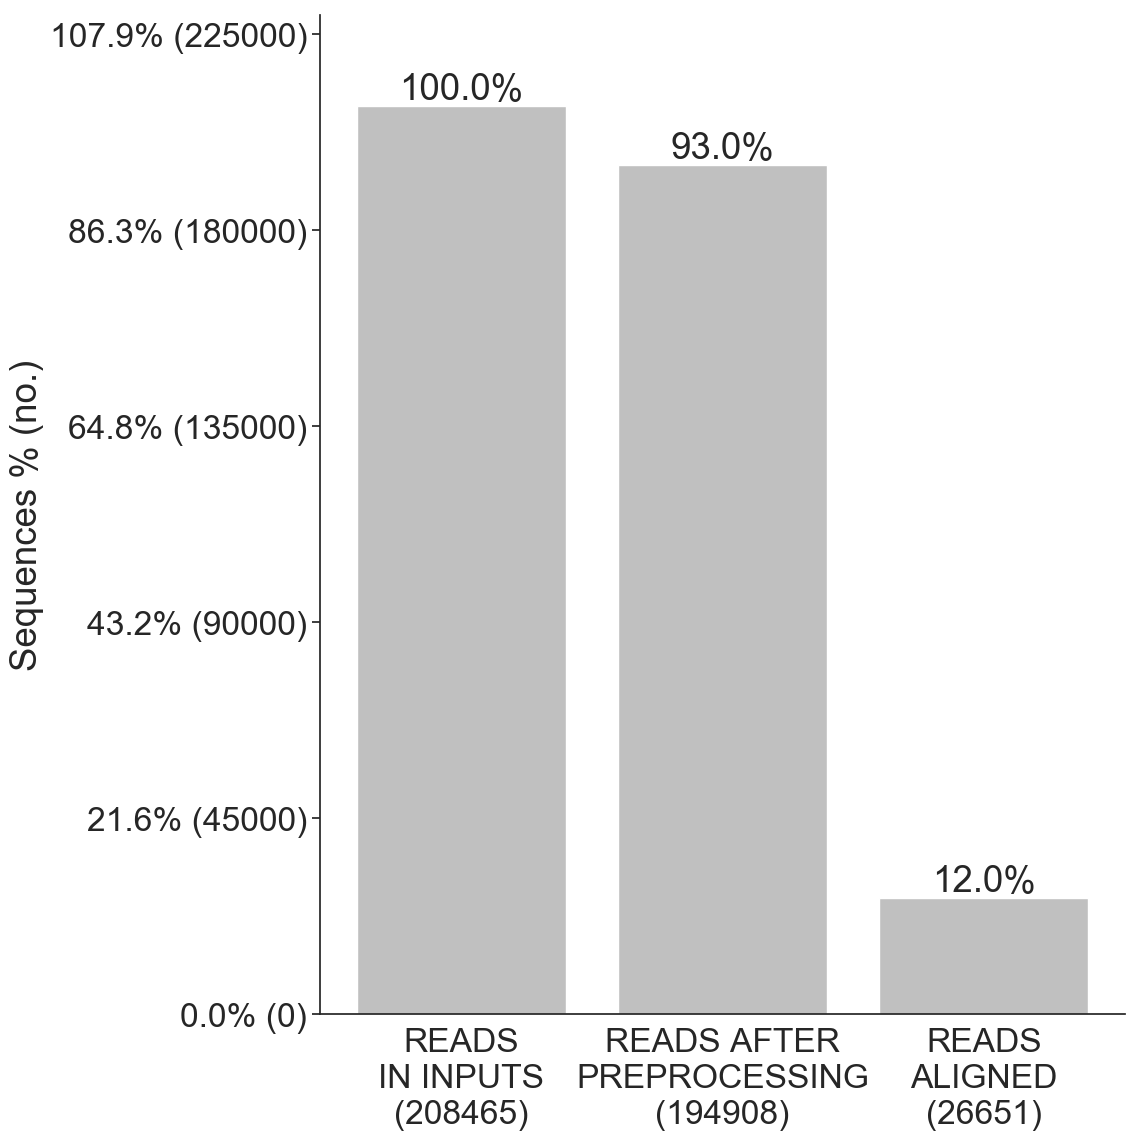 Sequences % (no.)
107.9% (225000)
86.3% (180000)
64.8% (135000)
43.2% (90000)
21.6% (45000)
0.0% (0)
100.0%
93.0%
12.0%
READS
IN INPUTS
(208465)
READS AFTER
PREPROCESSING
(194908)
READS
ALIGNED
(26651)